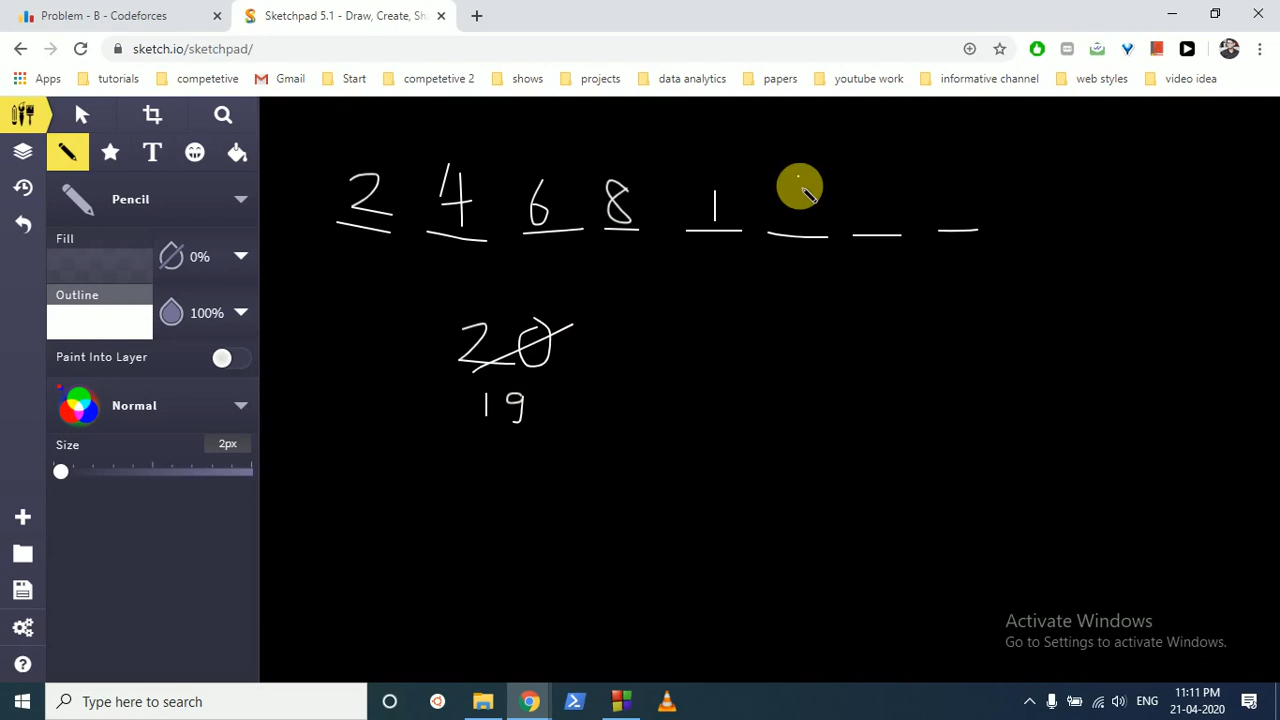 Problem - B - Codeforces
Sketchpad 5.1 - Draw, Create, Sh
sketch.io/sketchpad/
Apps tutorials competetive Gmail Start competetive 2 shows projects data analytics papers youtube work informative channel web styles video idea
Pencil
Fill
0%
Outline
100%
Paint Into Layer
Normal
Size
2px
2 4 6 8 1
20
19
Activate Windows
Go to Settings to activate Windows.
Type here to search
ENG
11:11 PM
21-04-2020